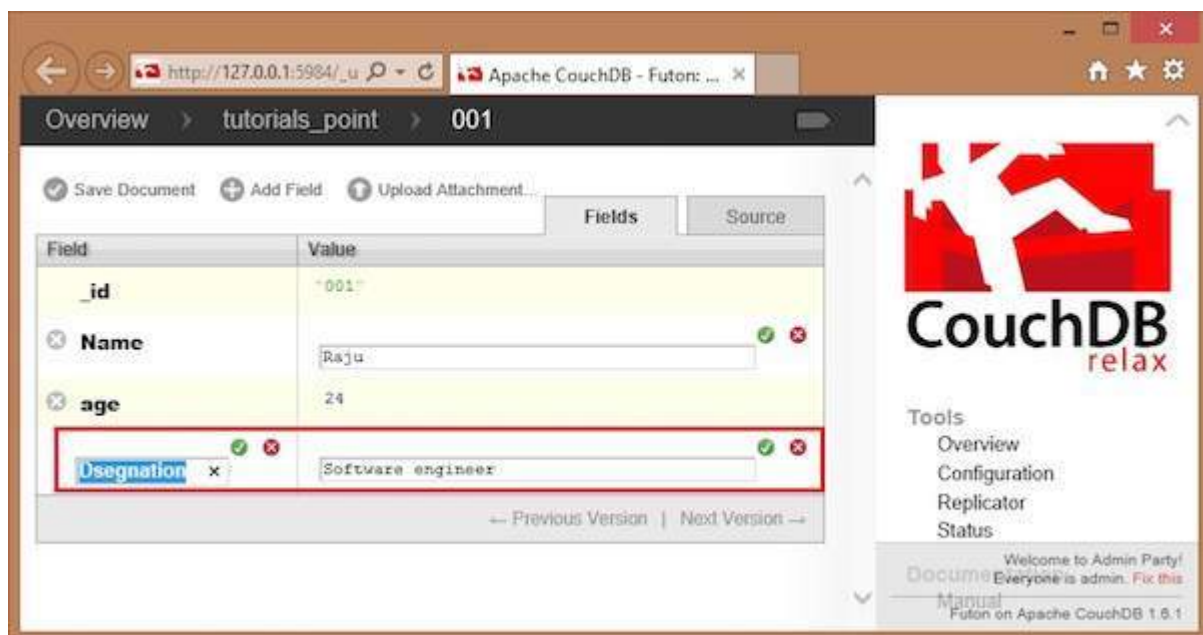 http://127.0.0.1:5984/_u
Apache CouchDB - Futon: ...
Overview tutorials_point 001
Save Document Add Field Upload Attachment...
Fields Source
Field Value
_id "001"
Name Raju
age 24
Dsegnation Software engineer
← Previous Version | Next Version →
CouchDB
relax
Tools
Overview
Configuration
Replicator
Status
Documentation
Manual
Welcome to Admin Party!
Everyone is admin. Fix this
Futon on Apache CouchDB 1.6.1